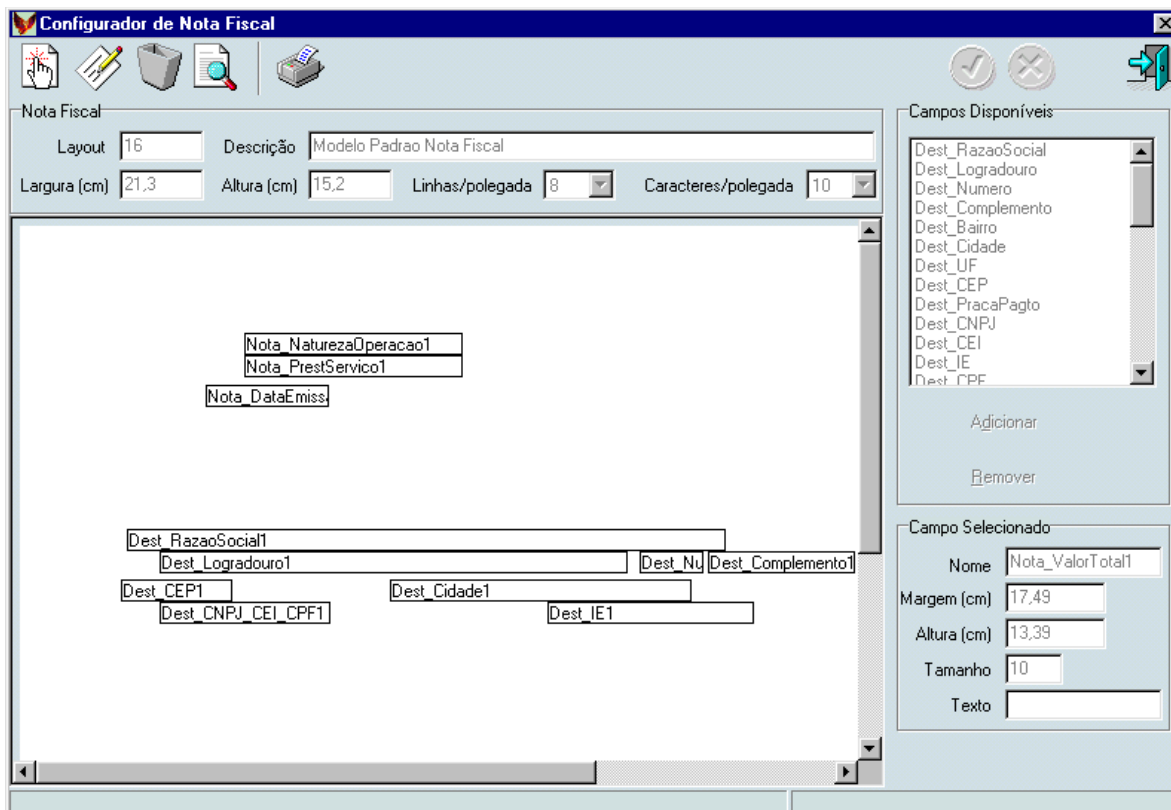 Configurador de Nota Fiscal
Nota Fiscal
Layout 16 Descrição Modelo Padrao Nota Fiscal
Largura (cm) 21,3 Altura (cm) 15,2 Linhas/polegada 8 Caracteres/polegada 10
Nota_NaturezaOperacao1
Nota_PrestServico1
Nota_DataEmiss
Dest_RazaoSocial1
Dest_Logradouro1 Dest_Nu Dest_Complemento1
Dest_CEP1 Dest_Cidade1
Dest_CNPJ_CEI_CPF1 Dest_IE1
Campos Disponíveis
Dest_RazaoSocial
Dest_Logradouro
Dest_Numero
Dest_Complemento
Dest_Bairro
Dest_Cidade
Dest_UF
Dest_CEP
Dest_PracaPagto
Dest_CNPJ
Dest_CEI
Dest_IE
Dest_CPF
Adicionar
Remover
Campo Selecionado
Nome Nota_ValorTotal1
Margem (cm) 17,49
Altura (cm) 13,39
Tamanho 10
Texto